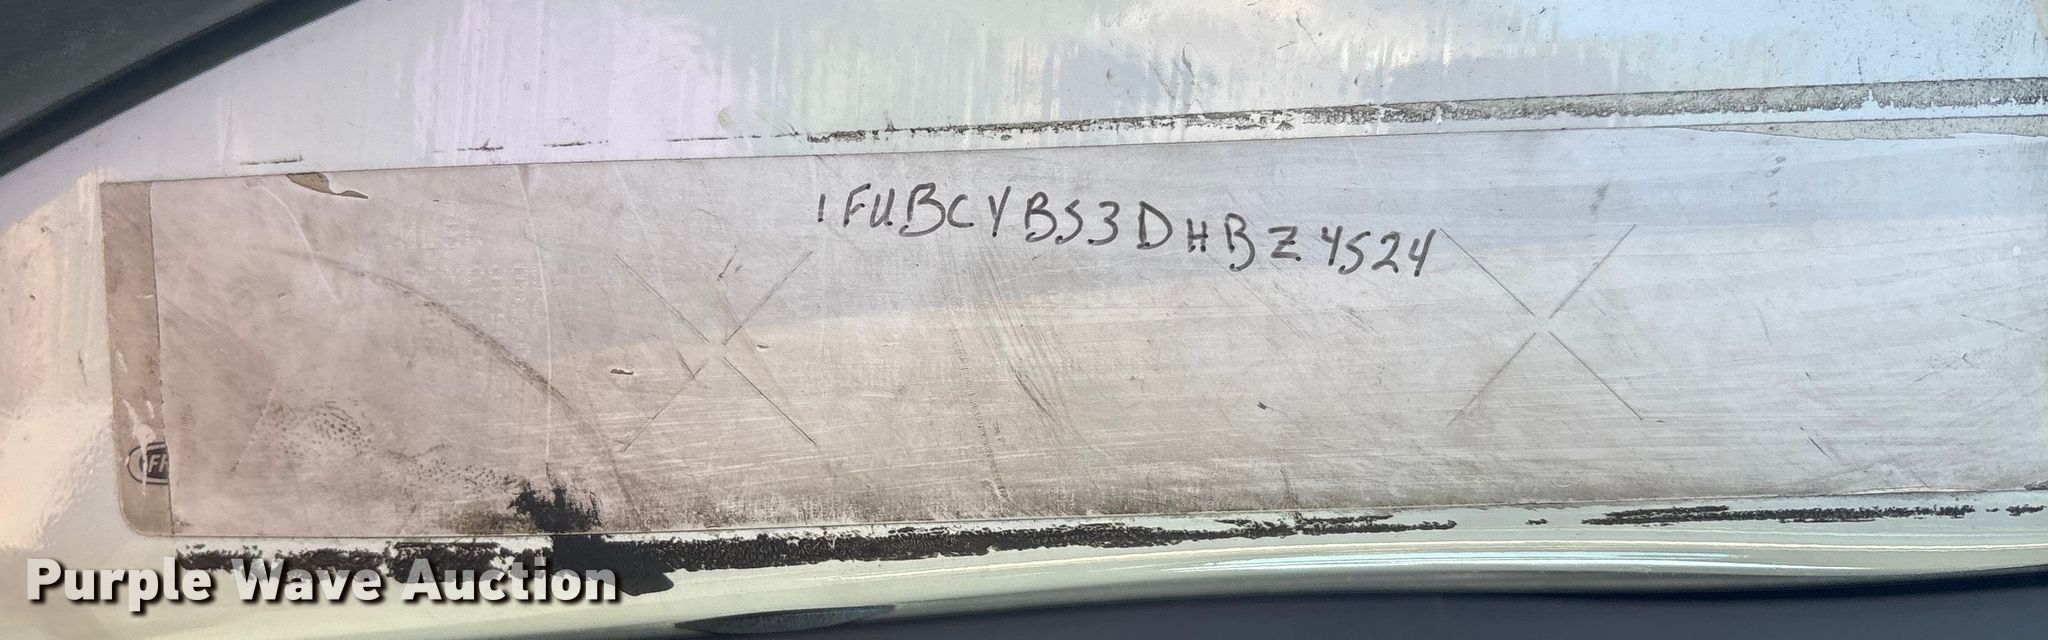 1FUBCYBS3DHBZ4524
Purple Wave Auction